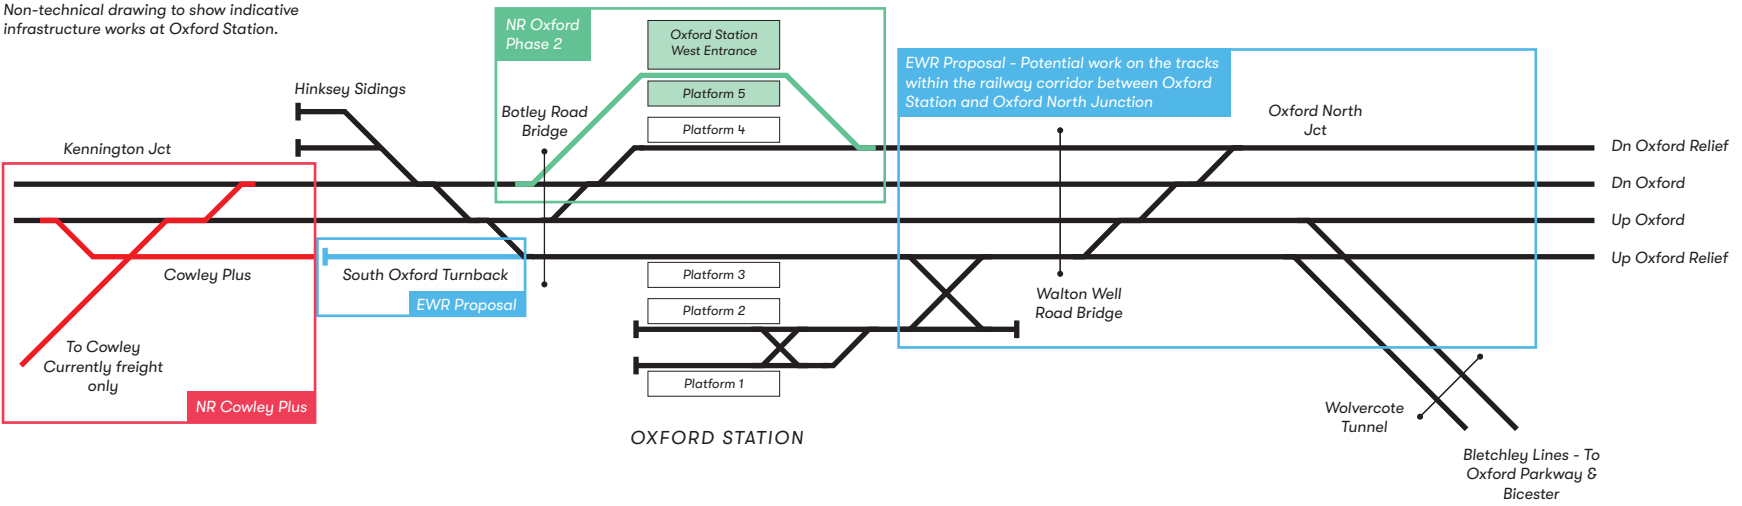 Non-technical drawing to show indicative
infrastructure works at Oxford Station.
NR Oxford
Phase 2
Oxford Station
West Entrance
Platform 5
Platform 4
Botley Road
Bridge
Hinksey Sidings
Kennington Jct
EWR Proposal - Potential work on the tracks
within the railway corridor between Oxford
Station and Oxford North Junction
Oxford North
Jct
Dn Oxford Relief
Dn Oxford
Up Oxford
Up Oxford Relief
Cowley Plus
South Oxford Turnback
EWR Proposal
Platform 3
Platform 2
Platform 1
Walton Well
Road Bridge
To Cowley
Currently freight
only
NR Cowley Plus
OXFORD STATION
Wolvercote
Tunnel
Bletchley Lines - To
Oxford Parkway &
Bicester